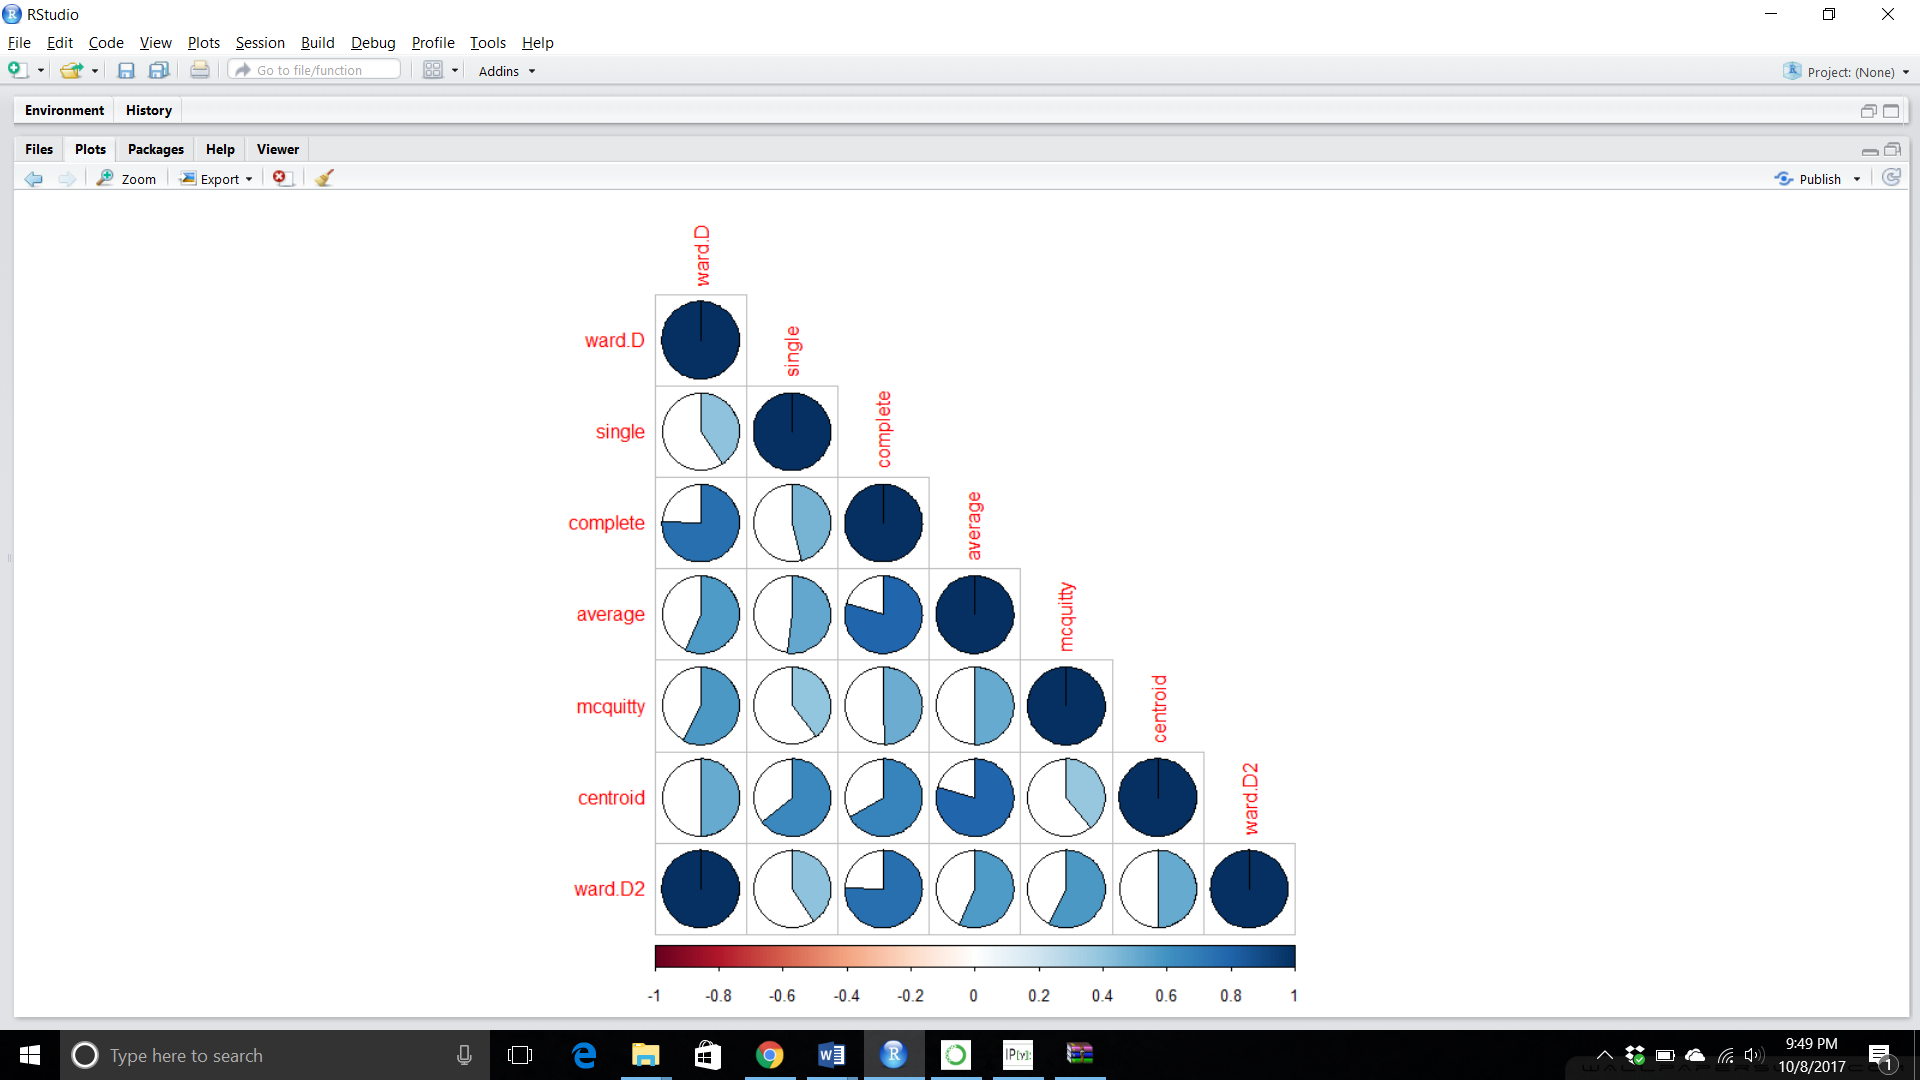 RStudio
File Edit Code View Plots Session Build Debug Profile Tools Help
Go to file/function Addins Project: (None)
Environment History
Files Plots Packages Help Viewer
Zoom Export Publish
ward.D
ward.D
single
single
complete
complete
average
average
mcquitty
mcquitty
centroid
centroid
ward.D2
ward.D2
-1 -0.8 -0.6 -0.4 -0.2 0 0.2 0.4 0.6 0.8 1
Type here to search
IP[y]:
9:49 PM
10/8/2017
1